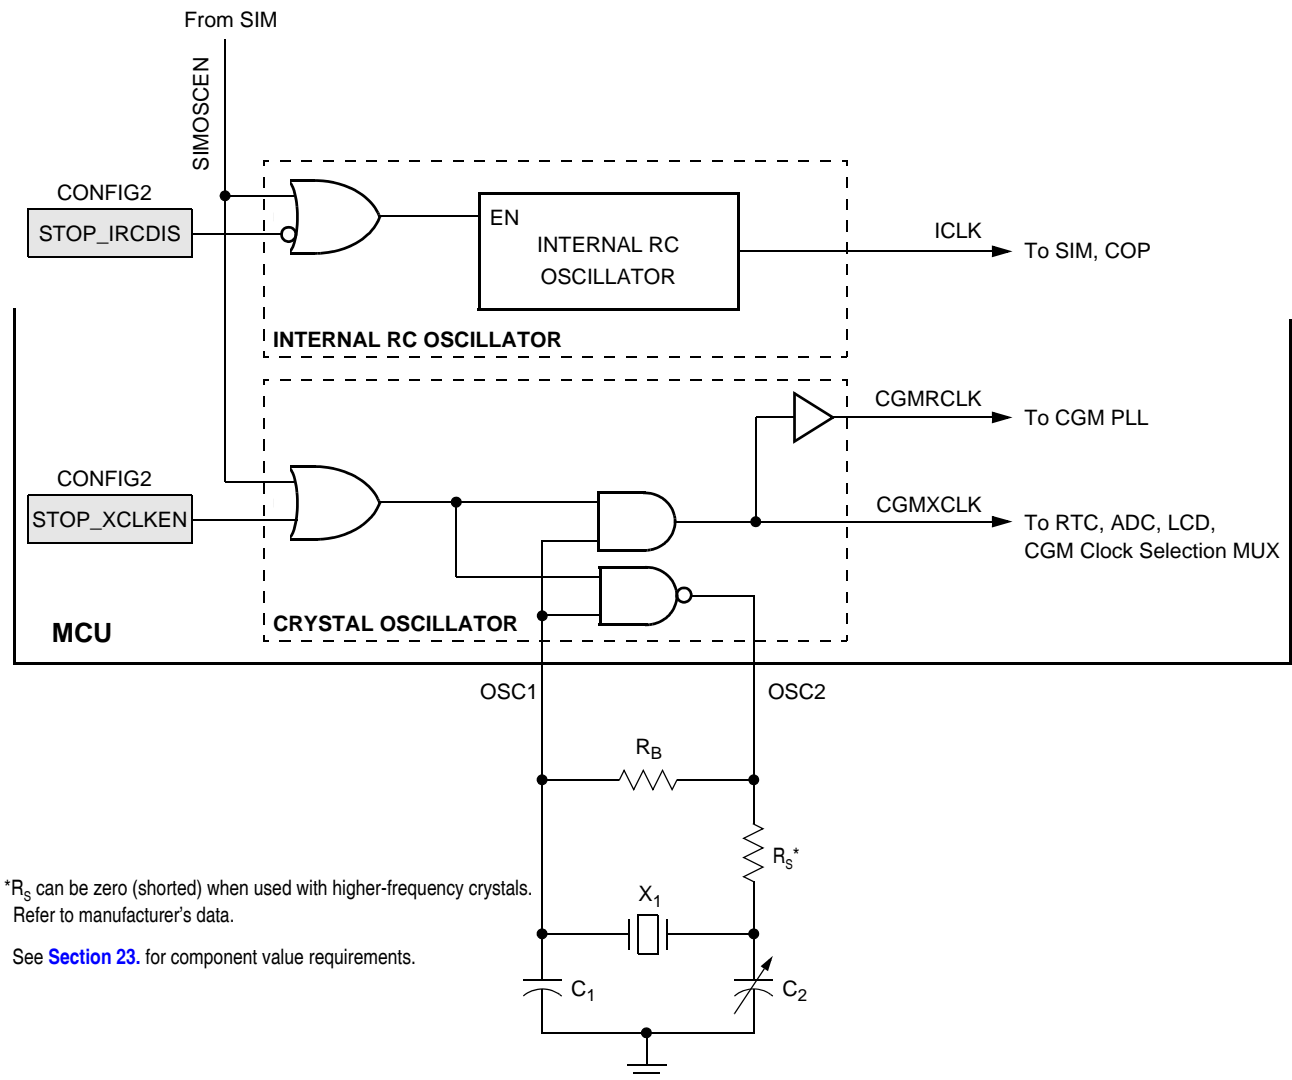 From SIM
SIMOSCEN
CONFIG2
STOP_IRCDIS
EN
INTERNAL RC
OSCILLATOR
ICLK
To SIM, COP
INTERNAL RC OSCILLATOR
CGMRCLK
To CGM PLL
CONFIG2
STOP_XCLKEN
CGMXCLK
To RTC, ADC, LCD,
CGM Clock Selection MUX
MCU
CRYSTAL OSCILLATOR
OSC1
OSC2
RB
RS*
*RS can be zero (shorted) when used with higher-frequency crystals.
Refer to manufacturer's data.
X1
See Section 23. for component value requirements.
C1
C2